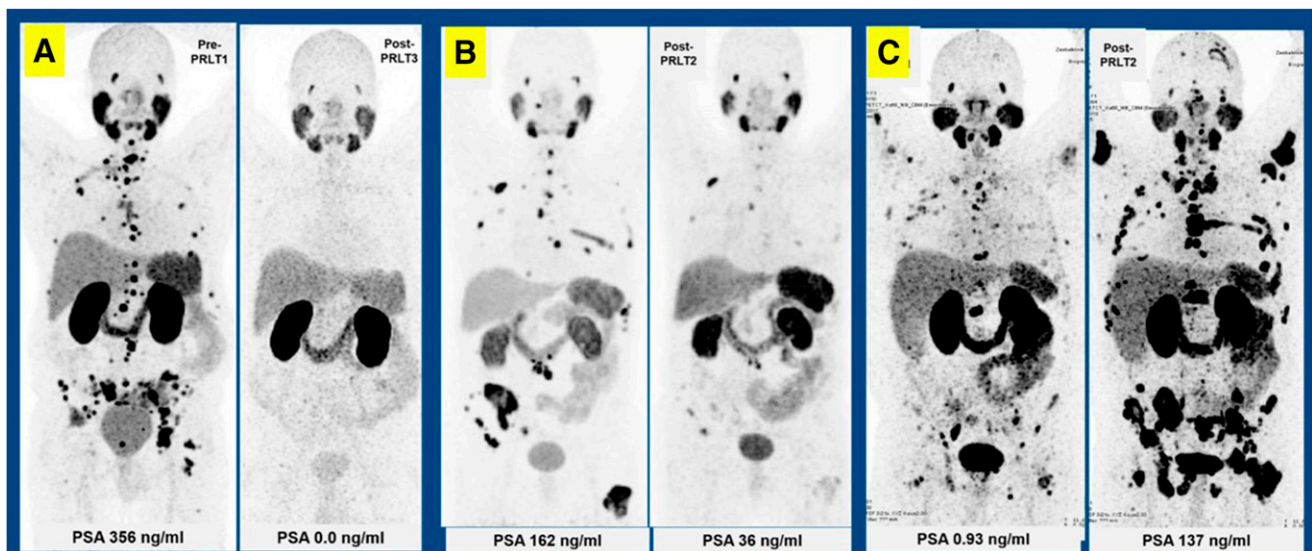 A
Pre-
PRLT1
Post-
PRLT3
B
Post-
PRLT2
C
Post-
PRLT2
PSA 356 ng/ml
PSA 0.0 ng/ml
PSA 162 ng/ml
PSA 36 ng/ml
PSA 0.93 ng/ml
PSA 137 ng/ml